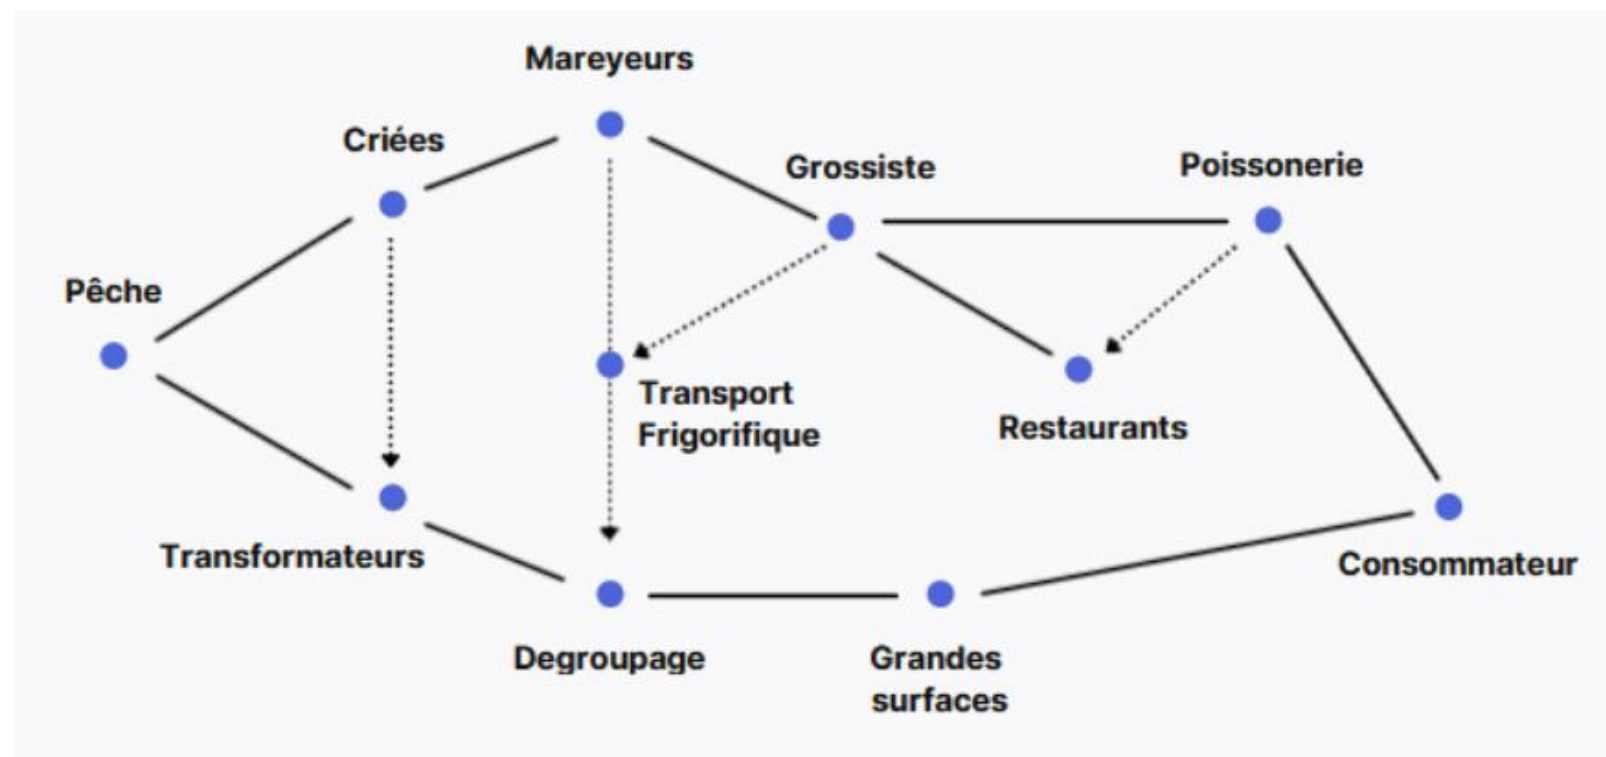 Mareyeurs
Criées
Grossiste
Poissonerie
Pêche
Transport
Frigorifique
Restaurants
Transformateurs
Consommateur
Degroupage
Grandes
surfaces